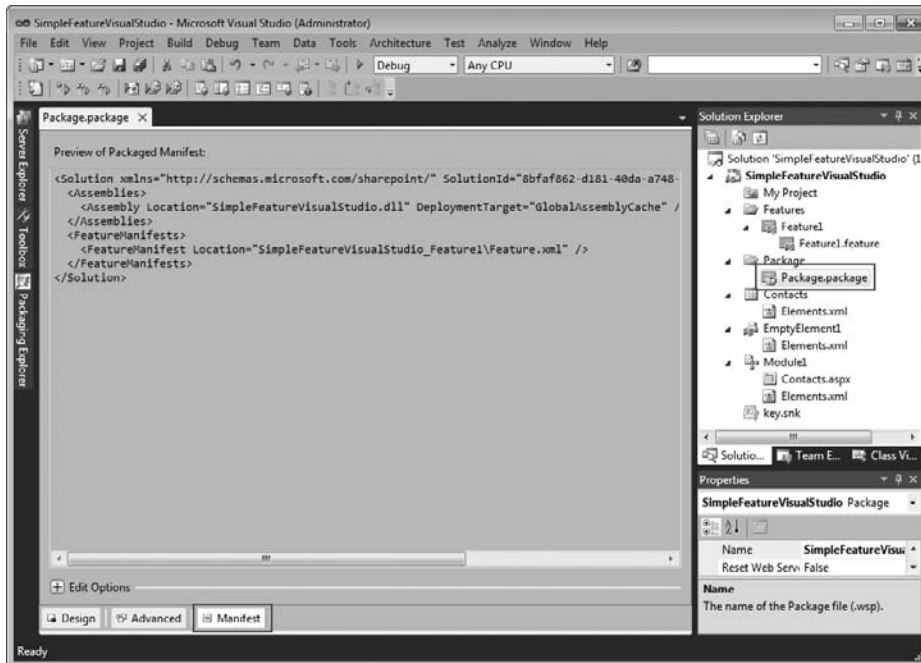 SimpleFeatureVisualStudio - Microsoft Visual Studio (Administrator)
File Edit View Project Build Debug Team Data Tools Architecture Test Analyze Window Help
Debug Any CPU
Server Explorer
Toolbox
Packaging Explorer
Package.package
Preview of Packaged Manifest:
<Solution xmlns="http://schemas.microsoft.com/sharepoint/" SolutionId="8bfaf862-d181-40da-a748-
<Assemblies>
<Assembly Location="SimpleFeatureVisualStudio.dll" DeploymentTarget="GlobalAssemblyCache" /
</Assemblies>
<FeatureManifests>
<FeatureManifest Location="SimpleFeatureVisualStudio_Feature1\Feature.xml" />
</FeatureManifests>
</Solution>
Edit Options
Design Advanced Manifest
Solution Explorer
Solution 'SimpleFeatureVisualStudio' (1
SimpleFeatureVisualStudio
My Project
Features
Feature1
Feature1.feature
Package
Package.package
Contacts
Elements.xml
EmptyElement1
Elements.xml
Module1
Contacts.aspx
Elements.xml
key.snk
Solutio... Team E... Class Vi...
Properties
SimpleFeatureVisualStudio Package
Name SimpleFeatureVisua
Reset Web Serv False
Name
The name of the Package file (.wsp).
Ready